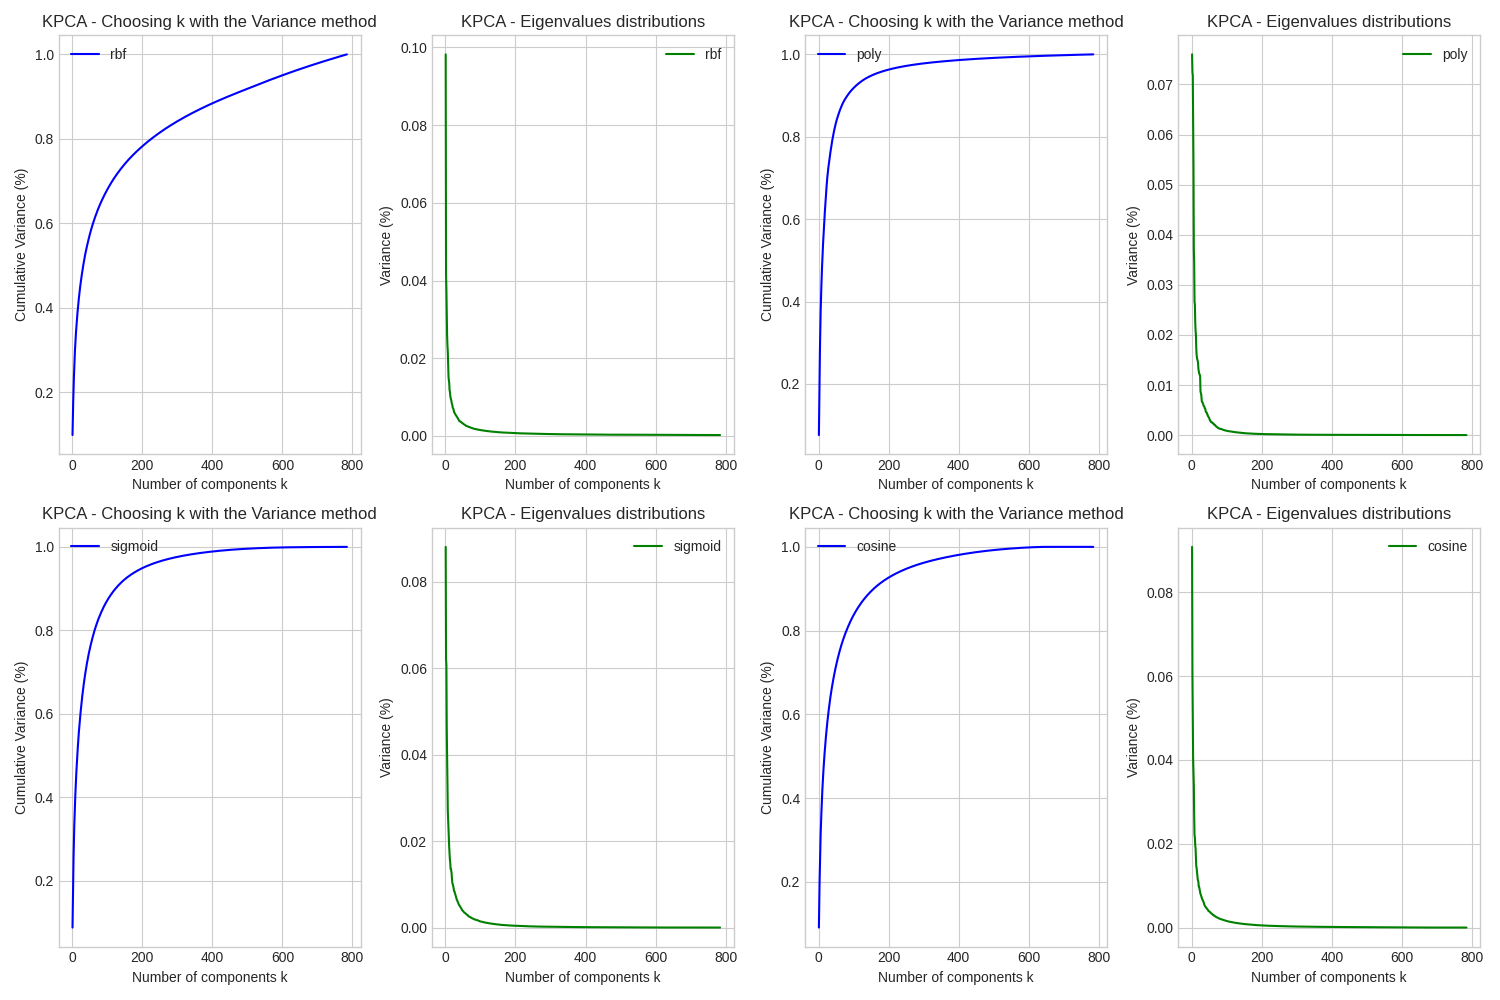 KPCA - Choosing k with the Variance method
rbf
1.0
0.8
0.6
0.4
0.2
Cumulative Variance (%)
0 200 400 600 800
Number of components k
KPCA - Eigenvalues distributions
rbf
0.10
0.08
0.06
0.04
0.02
0.00
Variance (%)
0 200 400 600 800
Number of components k
KPCA - Choosing k with the Variance method
poly
1.0
0.8
0.6
0.4
0.2
Cumulative Variance (%)
0 200 400 600 800
Number of components k
KPCA - Eigenvalues distributions
poly
0.07
0.06
0.05
0.04
0.03
0.02
0.01
0.00
Variance (%)
0 200 400 600 800
Number of components k
KPCA - Choosing k with the Variance method
sigmoid
1.0
0.8
0.6
0.4
0.2
Cumulative Variance (%)
0 200 400 600 800
Number of components k
KPCA - Eigenvalues distributions
sigmoid
0.08
0.06
0.04
0.02
0.00
Variance (%)
0 200 400 600 800
Number of components k
KPCA - Choosing k with the Variance method
cosine
1.0
0.8
0.6
0.4
0.2
Cumulative Variance (%)
0 200 400 600 800
Number of components k
KPCA - Eigenvalues distributions
cosine
0.08
0.06
0.04
0.02
0.00
Variance (%)
0 200 400 600 800
Number of components k